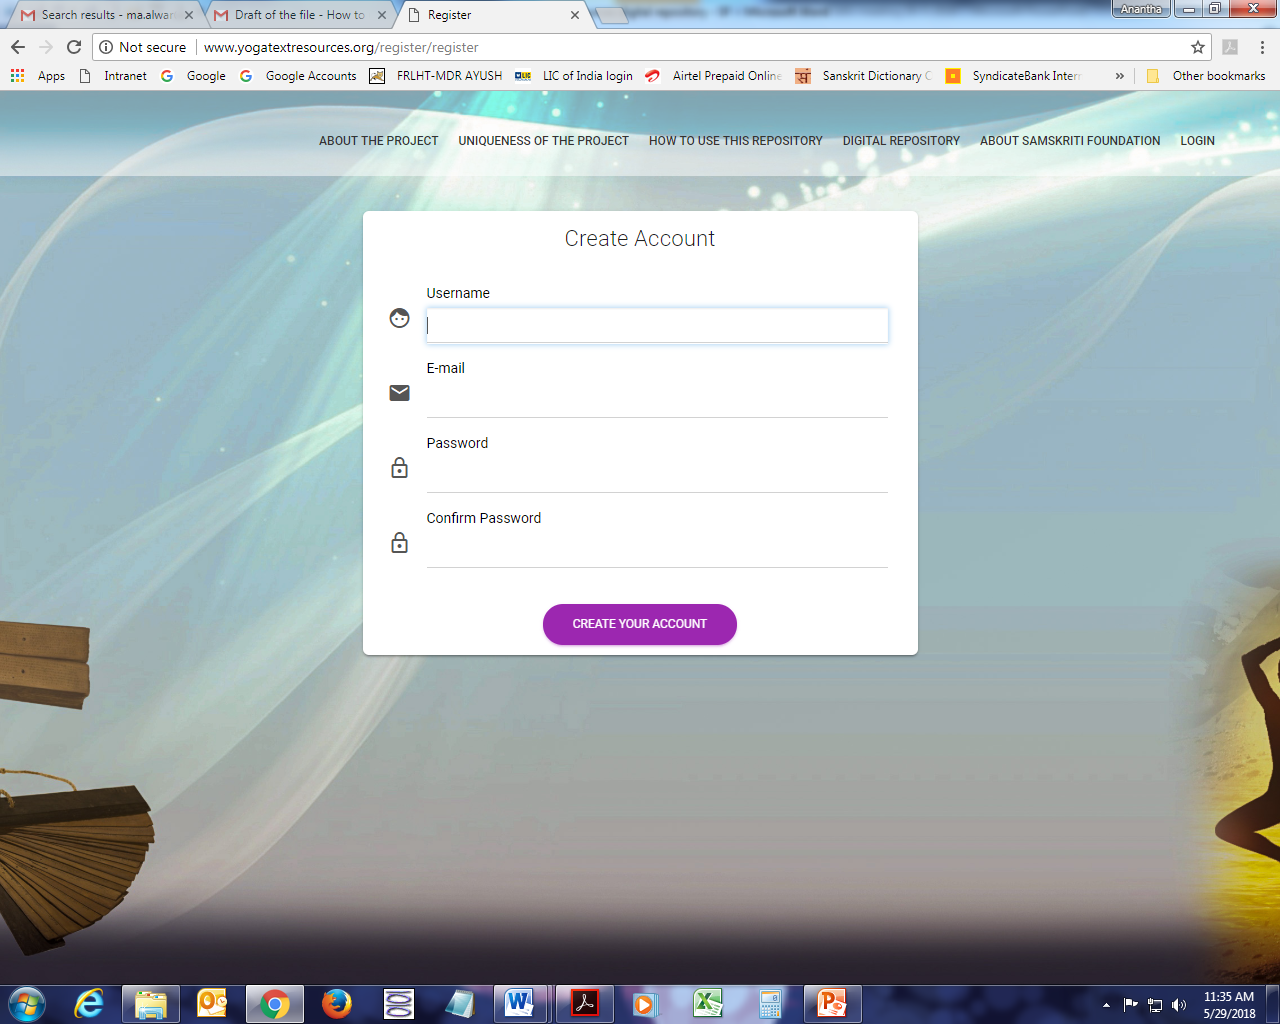 Search results - ma.alwar
Draft of the file - How to
Register
Anantha
Not secure
www.yogatextresources.org/register/register
Apps
Intranet
Google
Google Accounts
FRLHT-MDR AYUSH
LIC of India login
Airtel Prepaid Online
Sanskrit Dictionary
SyndicateBank Inter
»
Other bookmarks
ABOUT THE PROJECT
UNIQUENESS OF THE PROJECT
HOW TO USE THIS REPOSITORY
DIGITAL REPOSITORY
ABOUT SAMSKRITI FOUNDATION
LOGIN
Create Account
Username
E-mail
Password
Confirm Password
CREATE YOUR ACCOUNT
11:35 AM
5/29/2018